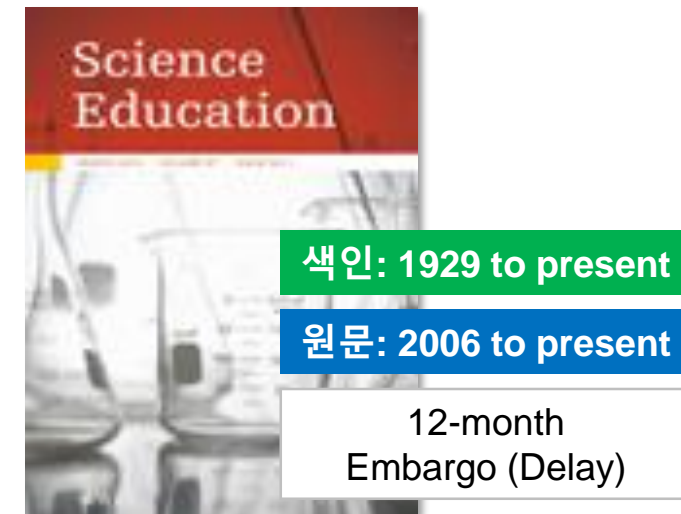 Science
Education
색인: 1929 to present
원문: 2006 to present
12-month
Embargo (Delay)